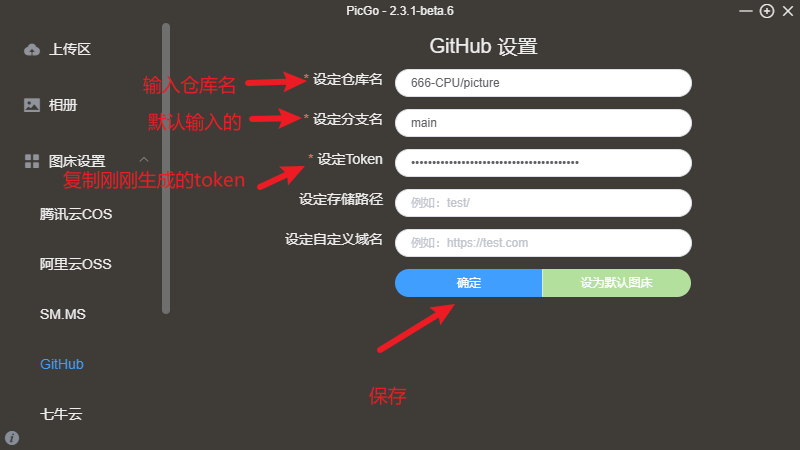 PicGo - 2.3.1-beta.6
上传区
相册
图床设置
腾讯云COS
阿里云OSS
SM.MS
GitHub
七牛云
GitHub 设置
输入仓库名
* 设定仓库名
666-CPU/picture
默认输入的
* 设定分支名
main
复制刚刚生成的token
* 设定Token
••••••••••••••••••••••••••••••••••••••••
设定存储路径
例如：test/
设定自定义域名
例如：https://test.com
确定
设为默认图床
保存